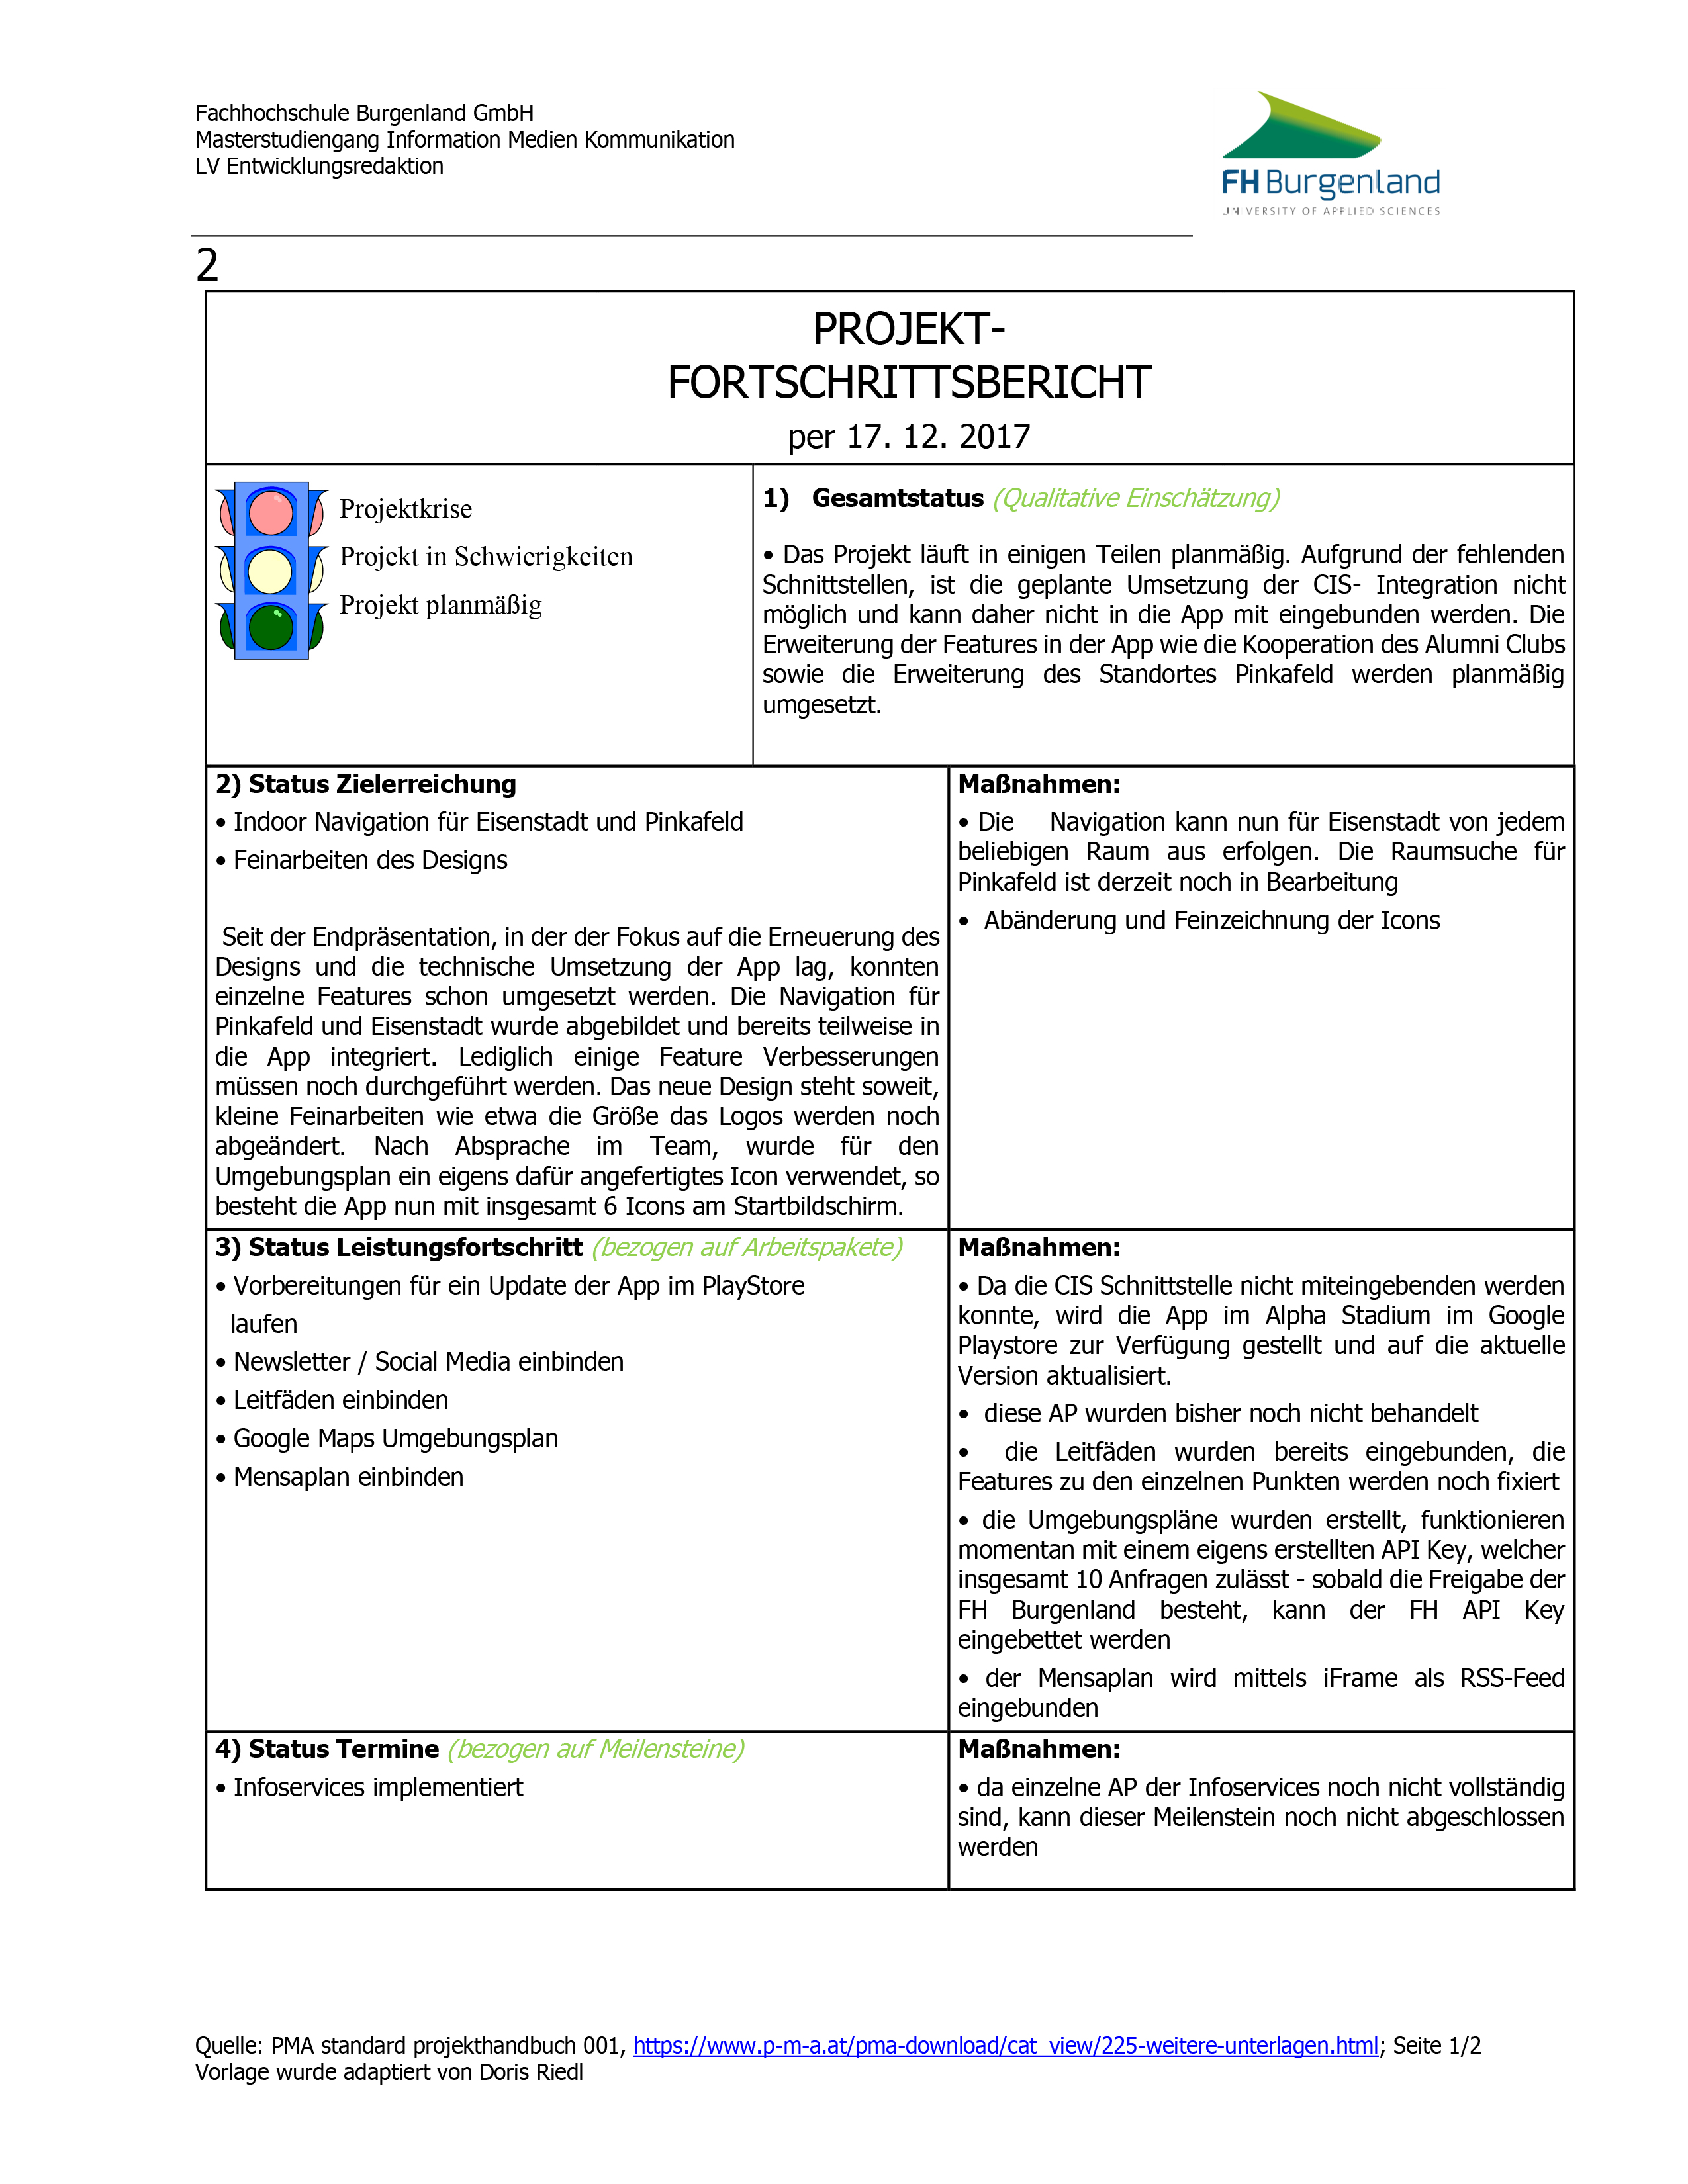 Fachhochschule Burgenland GmbH
Masterstudiengang Information Medien Kommunikation
LV Entwicklungsredaktion
FH Burgenland
UNIVERSITY OF APPLIED SCIENCES
2
PROJEKT-
FORTSCHRITTSBERICHT
per 17. 12. 2017
Projektkrise
Projekt in Schwierigkeiten
Projekt planmäßig
1) Gesamtstatus (Qualitative Einschätzung)
• Das Projekt läuft in einigen Teilen planmäßig. Aufgrund der fehlenden
Schnittstellen, ist die geplante Umsetzung der CIS- Integration nicht
möglich und kann daher nicht in die App mit eingebunden werden. Die
Erweiterung der Features in der App wie die Kooperation des Alumni Clubs
sowie die Erweiterung des Standortes Pinkafeld werden planmäßig
umgesetzt.
2) Status Zielerreichung
• Indoor Navigation für Eisenstadt und Pinkafeld
• Feinarbeiten des Designs
Seit der Endpräsentation, in der der Fokus auf die Erneuerung des
Designs und die technische Umsetzung der App lag, konnten
einzelne Features schon umgesetzt werden. Die Navigation für
Pinkafeld und Eisenstadt wurde abgebildet und bereits teilweise in
die App integriert. Lediglich einige Feature Verbesserungen
müssen noch durchgeführt werden. Das neue Design steht soweit,
kleine Feinarbeiten wie etwa die Größe das Logos werden noch
abgeändert. Nach Absprache im Team, wurde für den
Umgebungsplan ein eigens dafür angefertigtes Icon verwendet, so
besteht die App nun mit insgesamt 6 Icons am Startbildschirm.
Maßnahmen:
• Die Navigation kann nun für Eisenstadt von jedem
beliebigen Raum aus erfolgen. Die Raumsuche für
Pinkafeld ist derzeit noch in Bearbeitung
• Abänderung und Feinzeichnung der Icons
3) Status Leistungsfortschritt (bezogen auf Arbeitspakete)
• Vorbereitungen für ein Update der App im PlayStore
laufen
• Newsletter / Social Media einbinden
• Leitfäden einbinden
• Google Maps Umgebungsplan
• Mensaplan einbinden
Maßnahmen:
• Da die CIS Schnittstelle nicht miteingebenden werden
konnte, wird die App im Alpha Stadium im Google
Playstore zur Verfügung gestellt und auf die aktuelle
Version aktualisiert.
• diese AP wurden bisher noch nicht behandelt
• die Leitfäden wurden bereits eingebunden, die
Features zu den einzelnen Punkten werden noch fixiert
• die Umgebungspläne wurden erstellt, funktionieren
momentan mit einem eigens erstellten API Key, welcher
insgesamt 10 Anfragen zulässt - sobald die Freigabe der
FH Burgenland besteht, kann der FH API Key
eingebettet werden
• der Mensaplan wird mittels iFrame als RSS-Feed
eingebunden
4) Status Termine (bezogen auf Meilensteine)
• Infoservices implementiert
Maßnahmen:
• da einzelne AP der Infoservices noch nicht vollständig
sind, kann dieser Meilenstein noch nicht abgeschlossen
werden
Quelle: PMA standard projekthandbuch 001, https://www.p-m-a.at/pma-download/cat_view/225-weitere-unterlagen.html; Seite 1/2
Vorlage wurde adaptiert von Doris Riedl